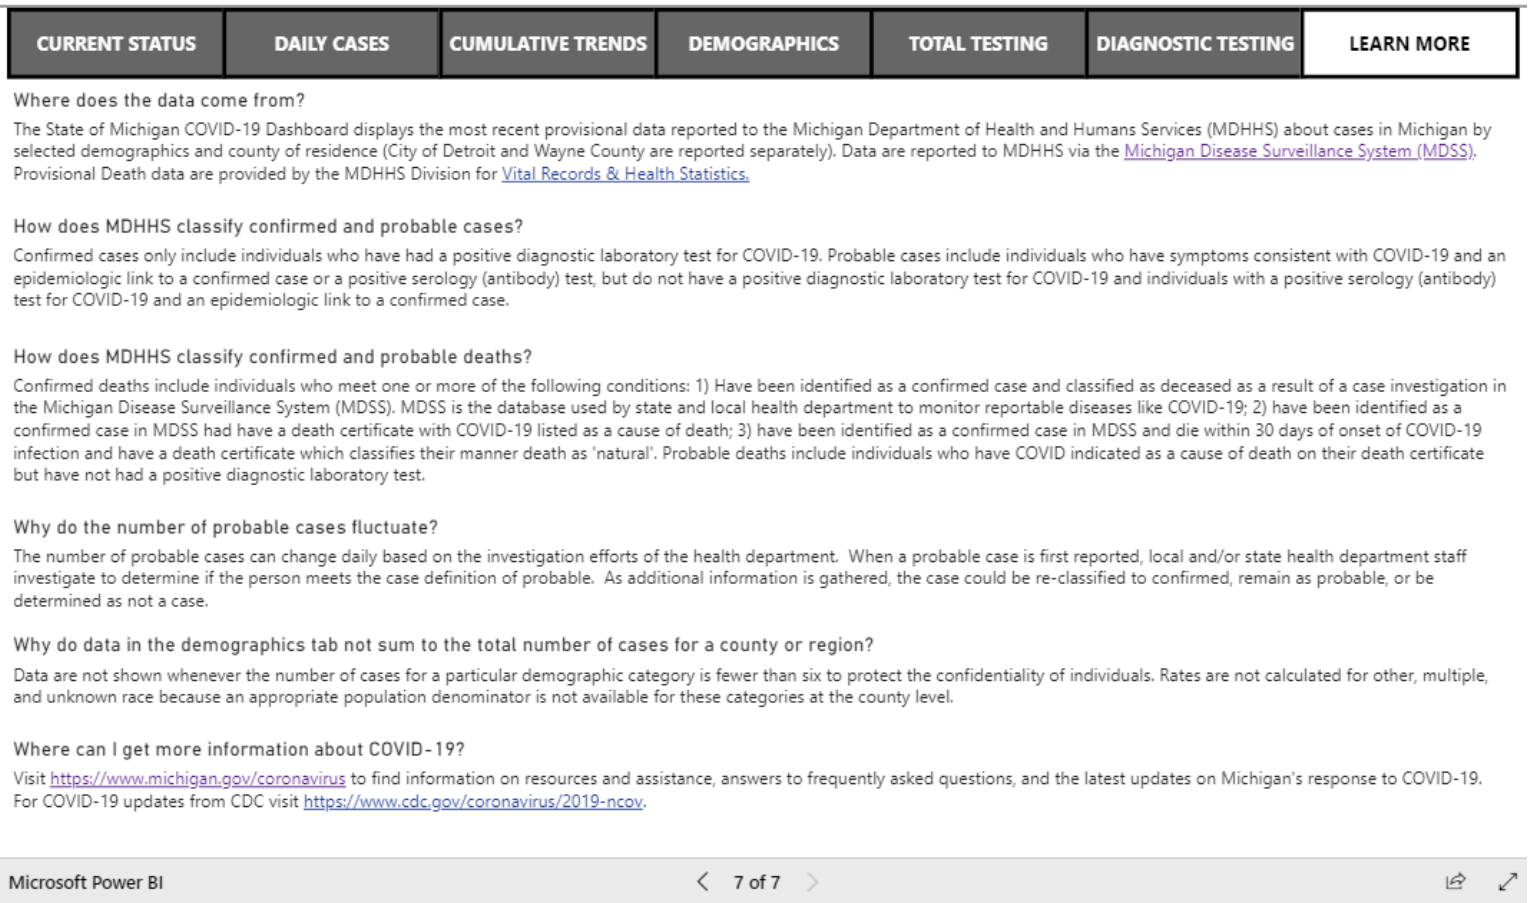 CURRENT STATUS DAILY CASES CUMULATIVE TRENDS DEMOGRAPHICS TOTAL TESTING DIAGNOSTIC TESTING LEARN MORE
Where does the data come from?
The State of Michigan COVID-19 Dashboard displays the most recent provisional data reported to the Michigan Department of Health and Humans Services (MDHHS) about cases in Michigan by
selected demographics and county of residence (City of Detroit and Wayne County are reported separately). Data are reported to MDHHS via the Michigan Disease Surveillance System (MDSS).
Provisional Death data are provided by the MDHHS Division for Vital Records & Health Statistics.
How does MDHHS classify confirmed and probable cases?
Confirmed cases only include individuals who have had a positive diagnostic laboratory test for COVID-19. Probable cases include individuals who have symptoms consistent with COVID-19 and an
epidemiologic link to a confirmed case or a positive serology (antibody) test, but do not have a positive diagnostic laboratory test for COVID-19 and individuals with a positive serology (antibody)
test for COVID-19 and an epidemiologic link to a confirmed case.
How does MDHHS classify confirmed and probable deaths?
Confirmed deaths include individuals who meet one or more of the following conditions: 1) Have been identified as a confirmed case and classified as deceased as a result of a case investigation in
the Michigan Disease Surveillance System (MDSS). MDSS is the database used by state and local health department to monitor reportable diseases like COVID-19; 2) have been identified as a
confirmed case in MDSS had have a death certificate with COVID-19 listed as a cause of death; 3) have been identified as a confirmed case in MDSS and die within 30 days of onset of COVID-19
infection and have a death certificate which classifies their manner death as 'natural'. Probable deaths include individuals who have COVID indicated as a cause of death on their death certificate
but have not had a positive diagnostic laboratory test.
Why do the number of probable cases fluctuate?
The number of probable cases can change daily based on the investigation efforts of the health department. When a probable case is first reported, local and/or state health department staff
investigate to determine if the person meets the case definition of probable. As additional information is gathered, the case could be re-classified to confirmed, remain as probable, or be
determined as not a case.
Why do data in the demographics tab not sum to the total number of cases for a county or region?
Data are not shown whenever the number of cases for a particular demographic category is fewer than six to protect the confidentiality of individuals. Rates are not calculated for other, multiple,
and unknown race because an appropriate population denominator is not available for these categories at the county level.
Where can I get more information about COVID-19?
Visit https://www.michigan.gov/coronavirus to find information on resources and assistance, answers to frequently asked questions, and the latest updates on Michigan's response to COVID-19.
For COVID-19 updates from CDC visit https://www.cdc.gov/coronavirus/2019-ncov.
Microsoft Power BI 7 of 7